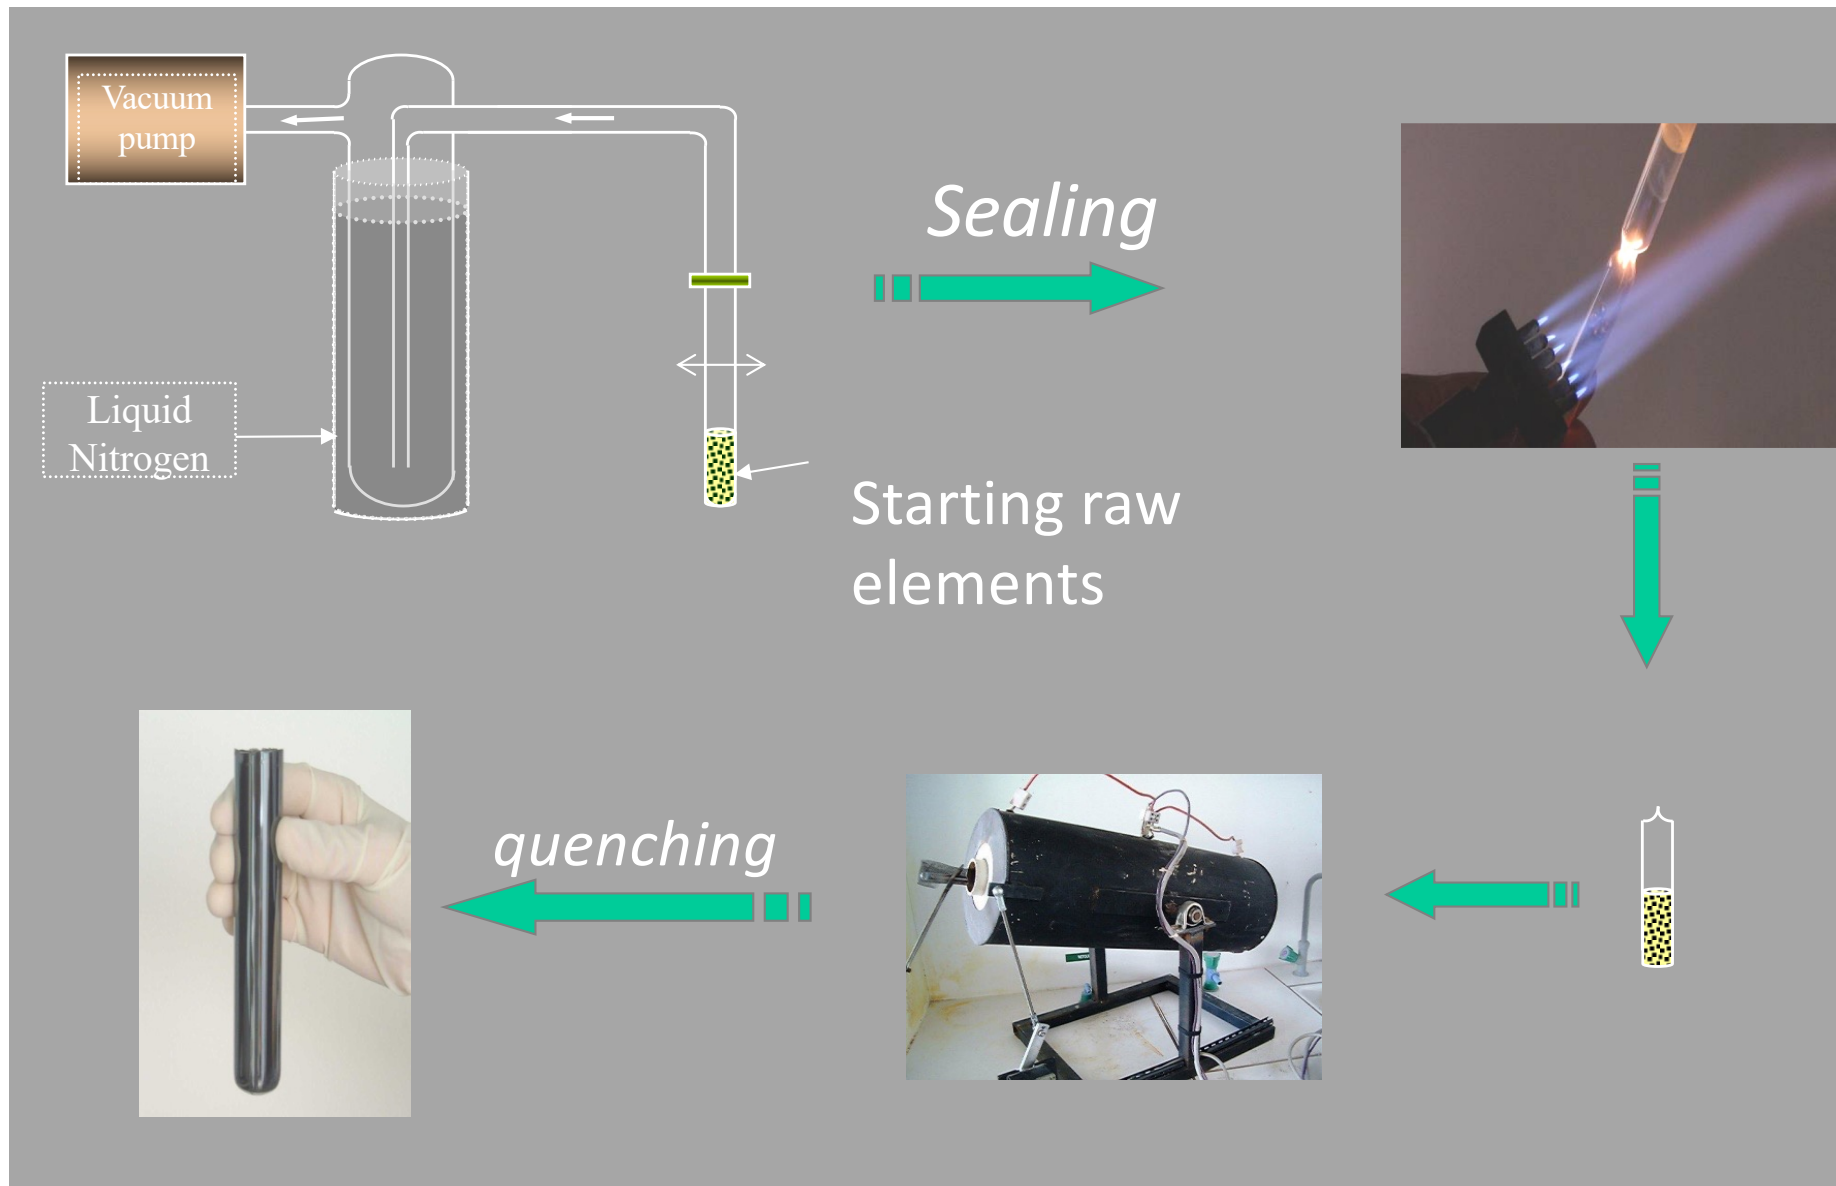 Vacuum
pump
Sealing
Liquid
Nitrogen
Starting raw
elements
quenching